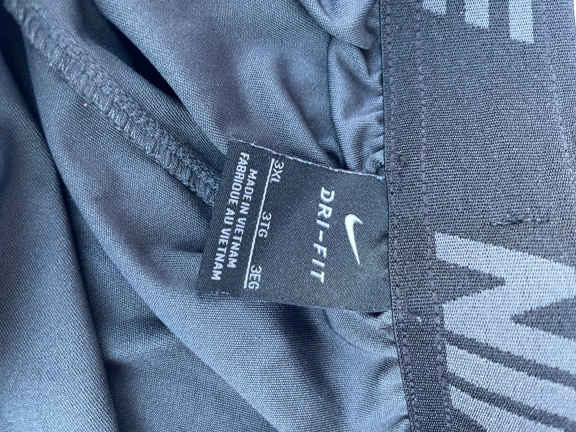 DRI-FIT
3XL 3TG 3EG
MADE IN VIETNAM
FABRIQUE AU VIETNAM